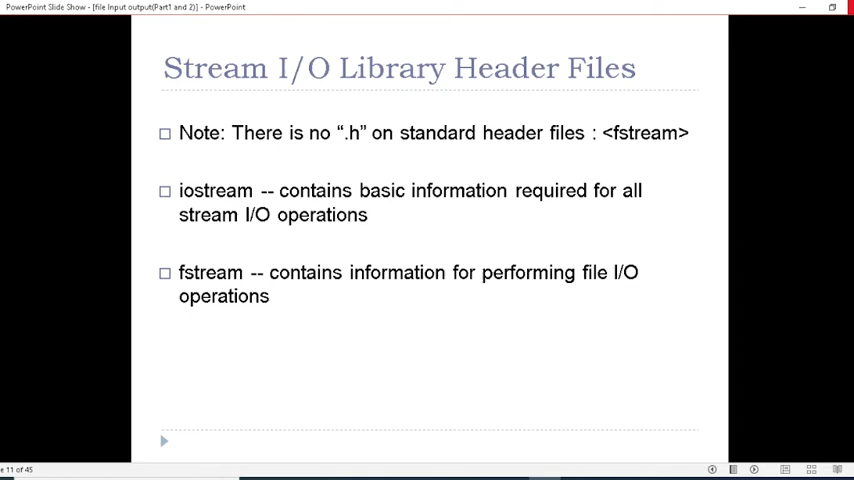 PowerPoint Slide Show - [file Input output(Part1 and 2)] - PowerPoint
Stream I/O Library Header Files
Note: There is no “.h” on standard header files : <fstream>
iostream -- contains basic information required for all
stream I/O operations
fstream -- contains information for performing file I/O
operations
e 11 of 45